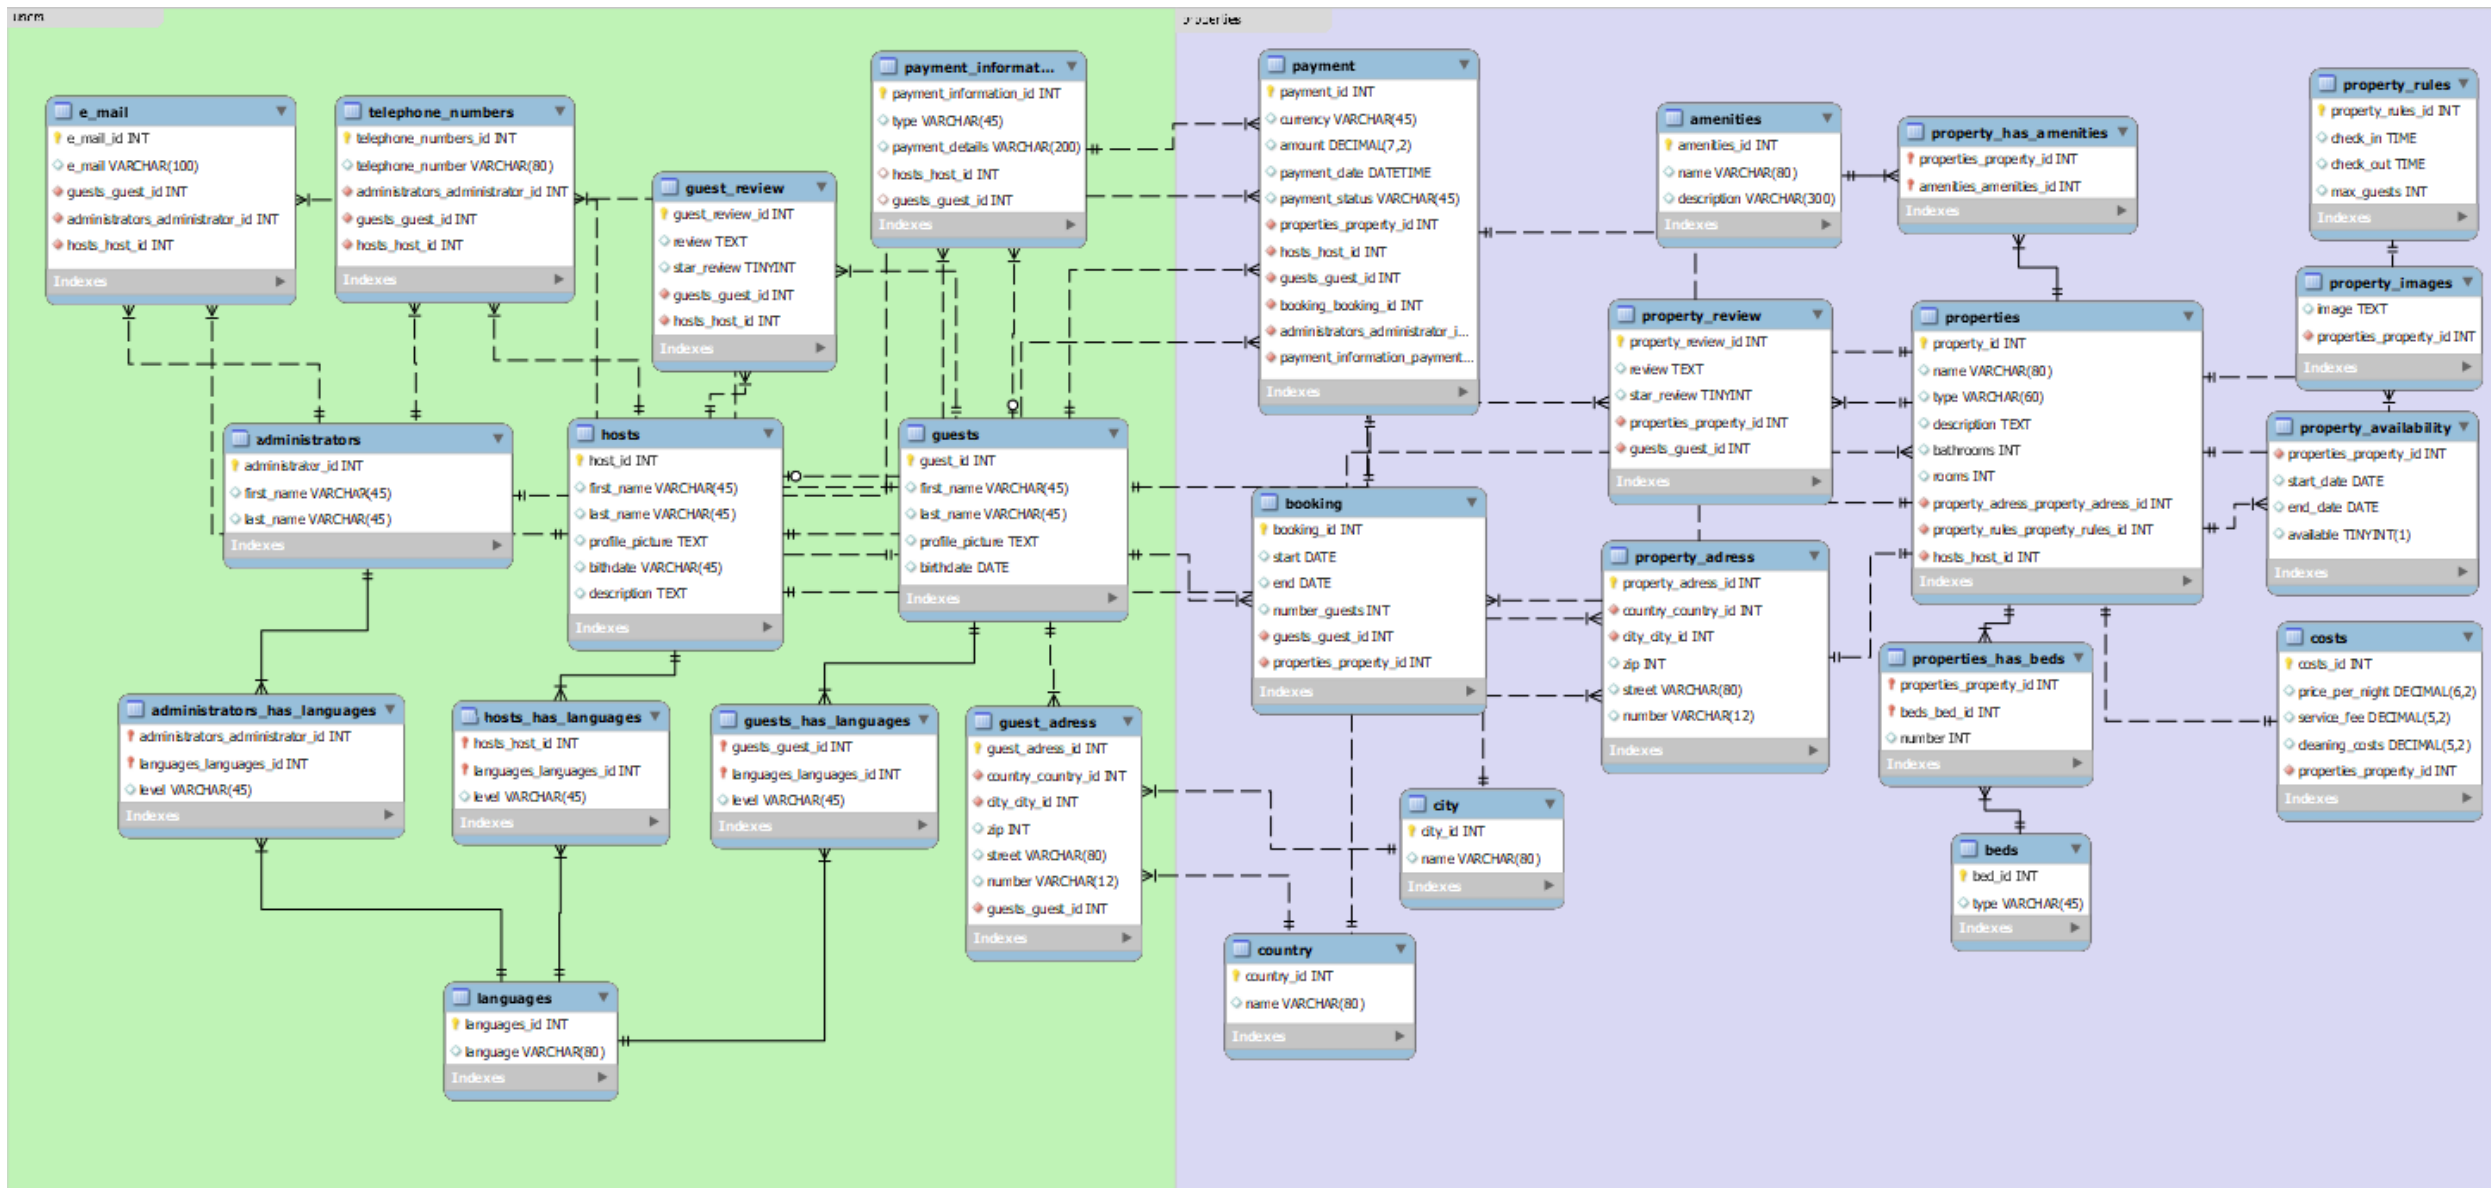 users
properties
e_mail
e_mail_id INT
e_mail VARCHAR(100)
guests_guest_id INT
administrators_administrator_id INT
hosts_host_id INT
Indexes
telephone_numbers
telephone_numbers_id INT
telephone_number VARCHAR(80)
administrators_administrator_id INT
guests_guest_id INT
hosts_host_id INT
Indexes
guest_review
guest_review_id INT
review TEXT
star_review TINYINT
guests_guest_id INT
hosts_host_id INT
Indexes
payment_informat...
payment_information_id INT
type VARCHAR(45)
payment_details VARCHAR(200)
hosts_host_id INT
guests_guest_id INT
Indexes
administrators
administrator_id INT
first_name VARCHAR(45)
last_name VARCHAR(45)
Indexes
hosts
host_id INT
first_name VARCHAR(45)
last_name VARCHAR(45)
profile_picture TEXT
bithdate VARCHAR(45)
description TEXT
Indexes
guests
guest_id INT
first_name VARCHAR(45)
last_name VARCHAR(45)
profile_picture TEXT
birthdate DATE
Indexes
administrators_has_languages
administrators_administrator_id INT
languages_languages_id INT
level VARCHAR(45)
Indexes
hosts_has_languages
hosts_host_id INT
languages_languages_id INT
level VARCHAR(45)
Indexes
guests_has_languages
guests_guest_id INT
languages_languages_id INT
level VARCHAR(45)
Indexes
guest_adress
guest_adress_id INT
country_country_id INT
city_city_id INT
zip INT
street VARCHAR(80)
number VARCHAR(12)
guests_guest_id INT
Indexes
languages
languages_id INT
language VARCHAR(80)
Indexes
payment
payment_id INT
currency VARCHAR(45)
amount DECIMAL(7,2)
payment_date DATETIME
payment_status VARCHAR(45)
properties_property_id INT
hosts_host_id INT
guests_guest_id INT
booking_booking_id INT
administrators_administrator_i...
payment_information_payment...
Indexes
amenities
amenities_id INT
name VARCHAR(80)
description VARCHAR(300)
Indexes
property_has_amenities
properties_property_id INT
amenities_amenities_id INT
Indexes
property_rules
property_rules_id INT
check_in TIME
check_out TIME
max_guests INT
Indexes
property_images
image TEXT
properties_property_id INT
Indexes
property_review
property_review_id INT
review TEXT
star_review TINYINT
properties_property_id INT
guests_guest_id INT
Indexes
properties
property_id INT
name VARCHAR(80)
type VARCHAR(60)
description TEXT
bathrooms INT
rooms INT
property_adress_property_adress_id INT
property_rules_property_rules_id INT
hosts_host_id INT
Indexes
property_availability
properties_property_id INT
start_date DATE
end_date DATE
available TINYINT(1)
Indexes
booking
booking_id INT
start DATE
end DATE
number_guests INT
guests_guest_id INT
properties_property_id INT
Indexes
property_adress
property_adress_id INT
country_country_id INT
city_city_id INT
zip INT
street VARCHAR(80)
number VARCHAR(12)
Indexes
properties_has_beds
properties_property_id INT
beds_bed_id INT
number INT
Indexes
costs
costs_id INT
price_per_night DECIMAL(6,2)
service_fee DECIMAL(5,2)
cleaning_costs DECIMAL(5,2)
properties_property_id INT
Indexes
city
city_id INT
name VARCHAR(80)
Indexes
beds
bed_id INT
type VARCHAR(45)
Indexes
country
country_id INT
name VARCHAR(80)
Indexes